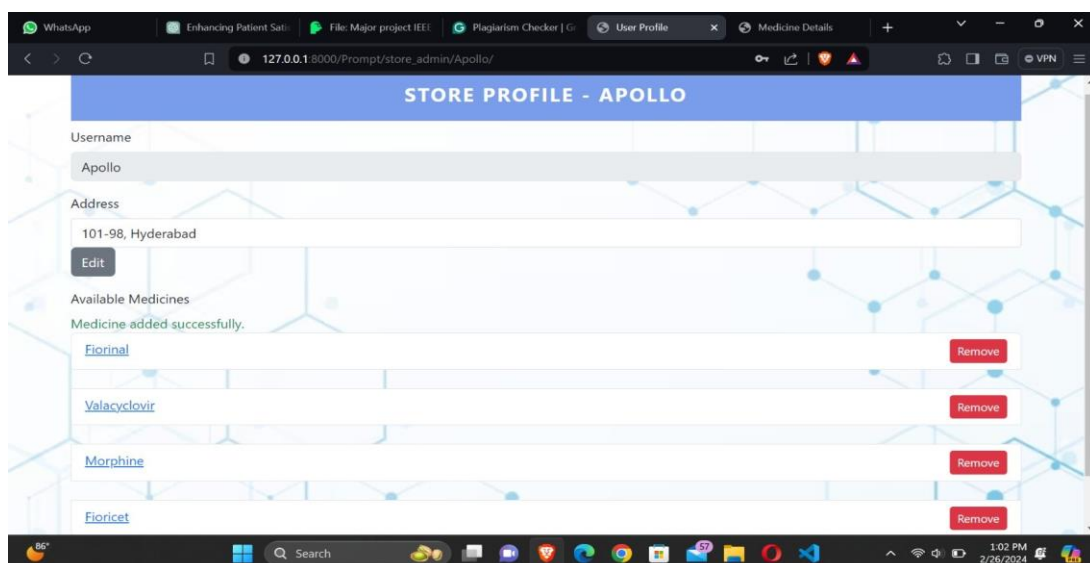 WhatsApp
Enhancing Patient Sati
File: Major project IEEE
Plagiarism Checker | Gr
User Profile
Medicine Details
127.0.0.1:8000/Prompt/store_admin/Apollo/
VPN
STORE PROFILE - APOLLO
Username
Apollo
Address
101-98, Hyderabad
Edit
Available Medicines
Medicine added successfully.
Fiorinal Remove
Valacyclovir Remove
Morphine Remove
Fioricet Remove
86°
Search
57
1:02 PM
2/26/2024